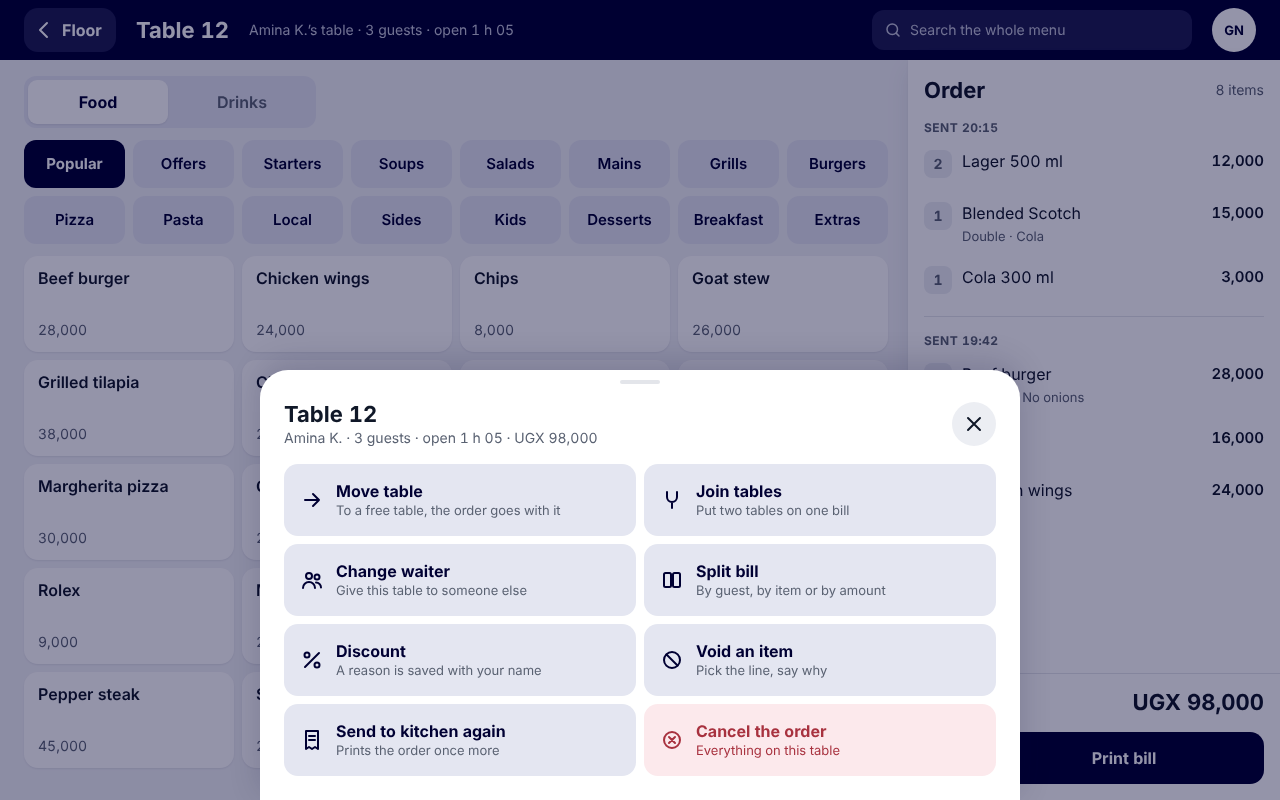 Floor
Table 12
Amina K.’s table · 3 guests · open 1 h 05
Search the whole menu
GN
Food
Drinks
Popular
Offers
Starters
Soups
Salads
Mains
Grills
Burgers
Pizza
Pasta
Local
Sides
Kids
Desserts
Breakfast
Extras
Beef burger
28,000
Chicken wings
24,000
Chips
8,000
Goat stew
26,000
Grilled tilapia
38,000
Margherita pizza
30,000
Rolex
9,000
Pepper steak
45,000
Order
8 items
SENT 20:15
2 Lager 500 ml 12,000
1 Blended Scotch 15,000
Double · Cola
1 Cola 300 ml 3,000
SENT 19:42
burger 28,000
No onions
16,000
wings 24,000
UGX 98,000
Print bill
Table 12
Amina K. · 3 guests · open 1 h 05 · UGX 98,000
Move table
To a free table, the order goes with it
Join tables
Put two tables on one bill
Change waiter
Give this table to someone else
Split bill
By guest, by item or by amount
Discount
A reason is saved with your name
Void an item
Pick the line, say why
Send to kitchen again
Prints the order once more
Cancel the order
Everything on this table